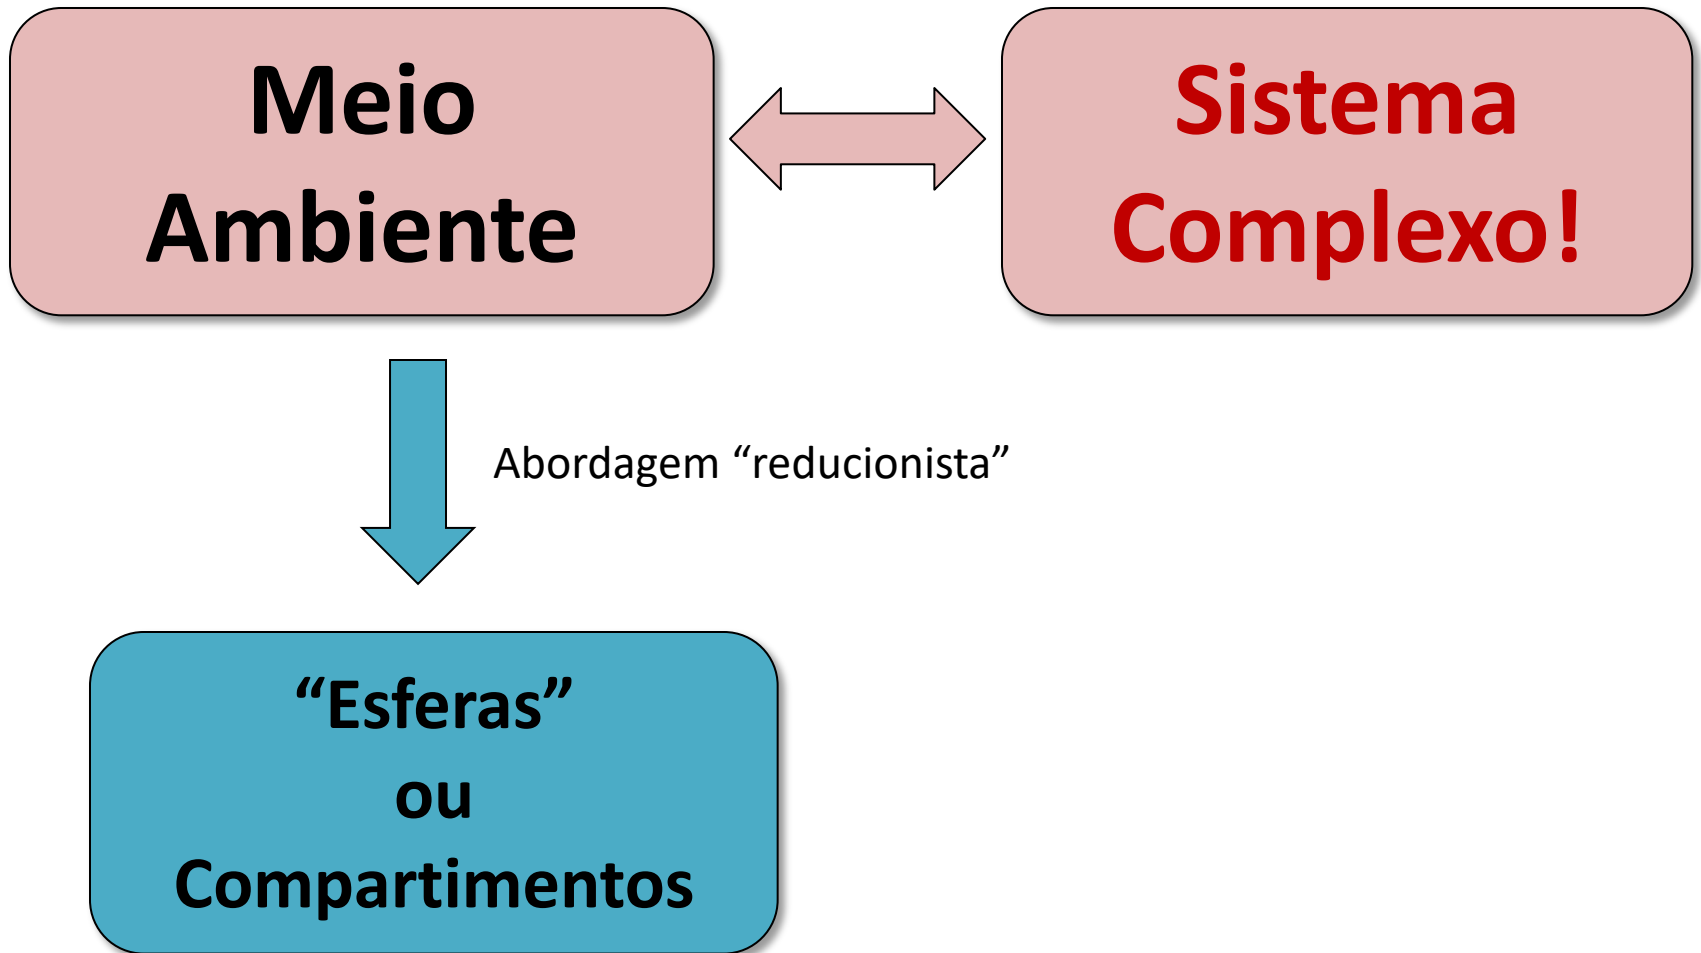 Meio
Ambiente
Sistema
Complexo!
Abordagem “reducionista”
“Esferas”
ou
Compartimentos